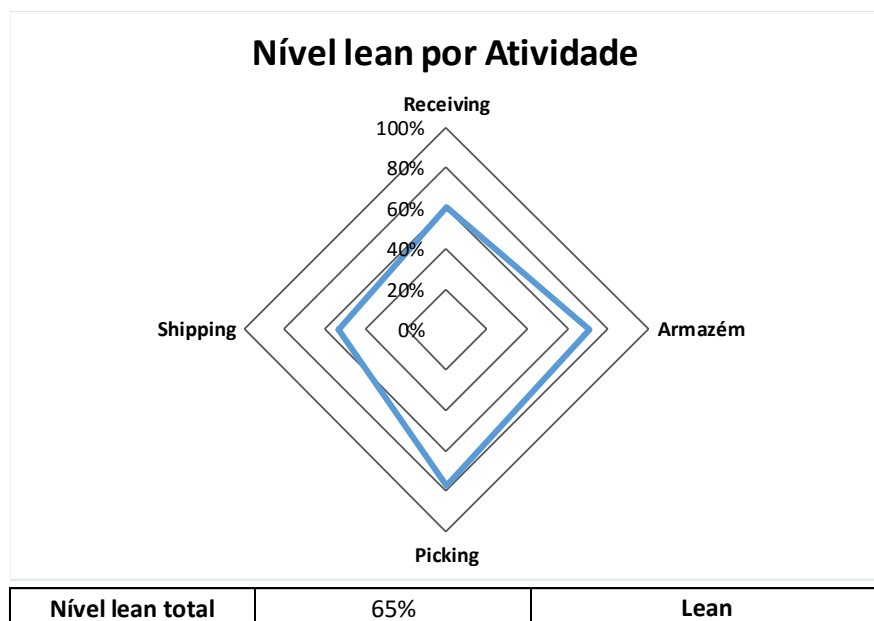 Nível lean por Atividade
Receiving
100%
80%
60%
40%
20%
0%
Shipping
Armazém
Picking
Nível lean total 65% Lean